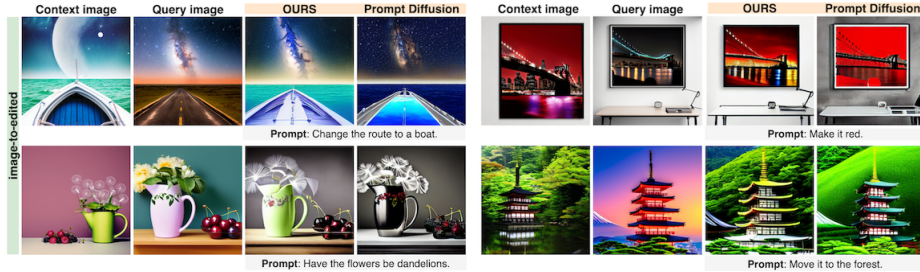 Context image Query image OURS Prompt Diffusion Context image Query image OURS Prompt Diffusion
image-to-edited
Prompt: Change the route to a boat. Prompt: Make it red.
Prompt: Have the flowers be dandelions. Prompt: Move it to the forest.